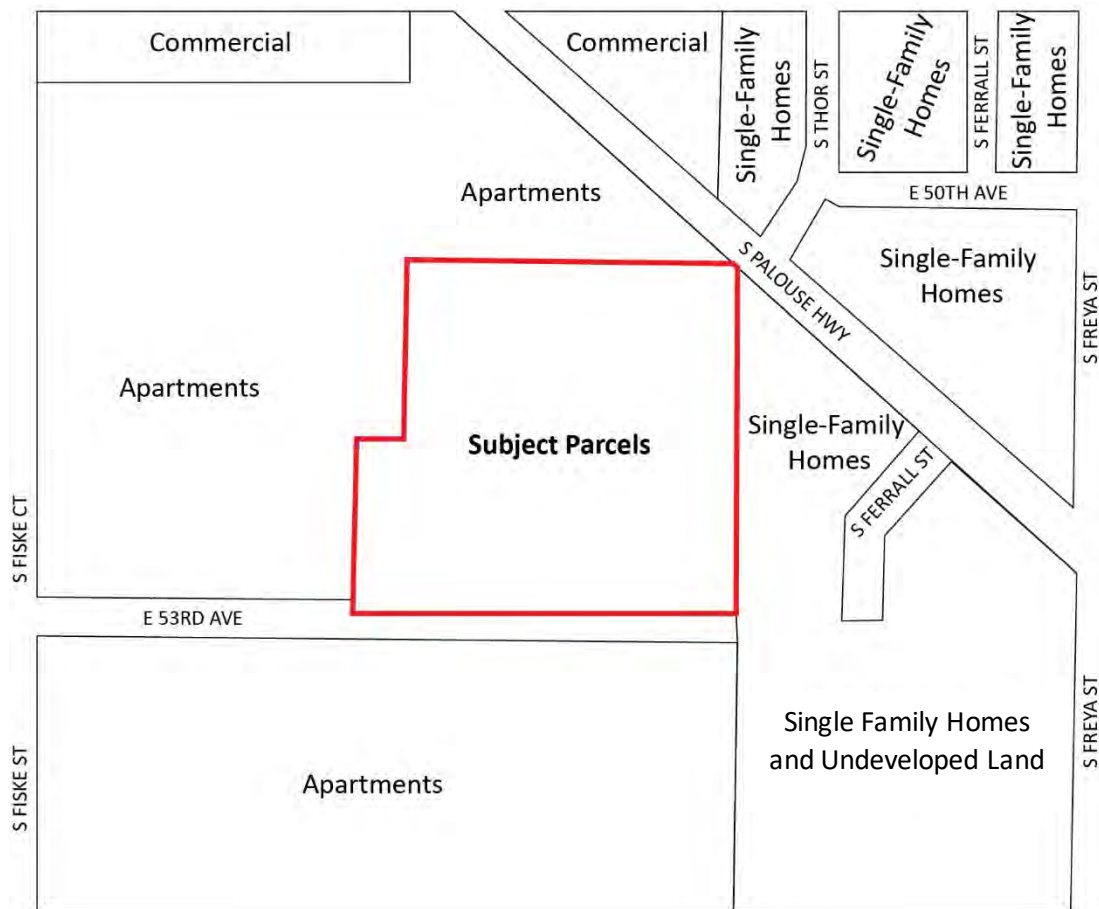 Commercial
Commercial
Single-Family
Homes
S THOR ST
Single-Family
Homes
S FERRALL ST
Single-Family
Homes
E 50TH AVE
Apartments
S PALOUSE HWY
Single-Family
Homes
S FREYA ST
Apartments
Subject Parcels
Single-Family
Homes
S FERRALL ST
S FISKE CT
E 53RD AVE
S FISKE ST
Apartments
Single Family Homes
and Undeveloped Land
S FREYA ST